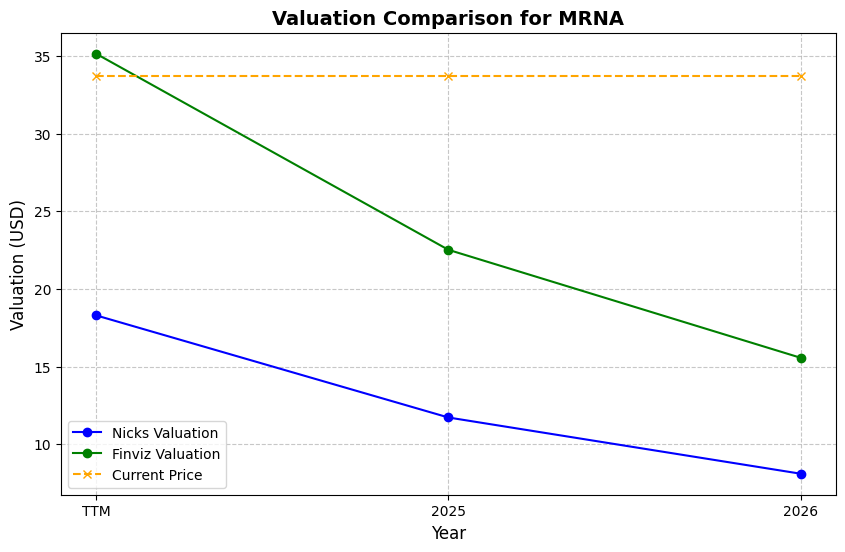 Valuation Comparison for MRNA
Valuation (USD)
35
30
25
20
15
10
Nicks Valuation
Finviz Valuation
Current Price
TTM 2025 2026
Year